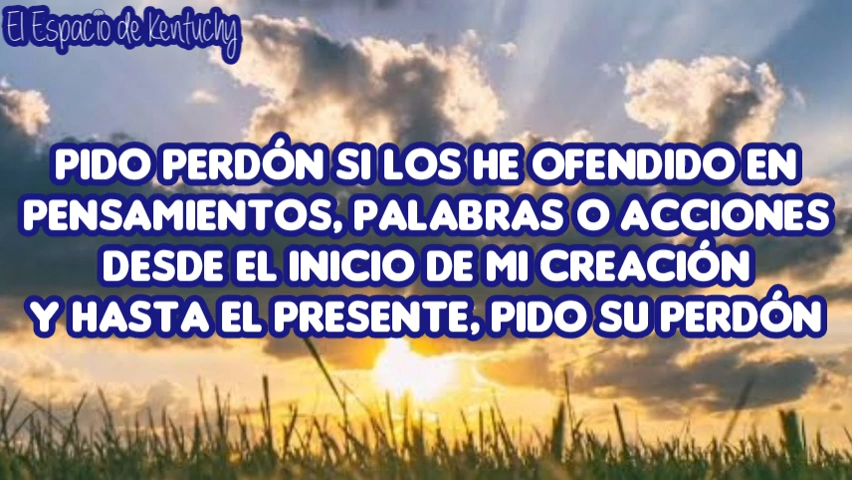 El Espacio de Kentuchy
PIDO PERDÓN SI LOS HE OFENDIDO EN
PENSAMIENTOS, PALABRAS O ACCIONES
DESDE EL INICIO DE MI CREACIÓN
Y HASTA EL PRESENTE, PIDO SU PERDÓN